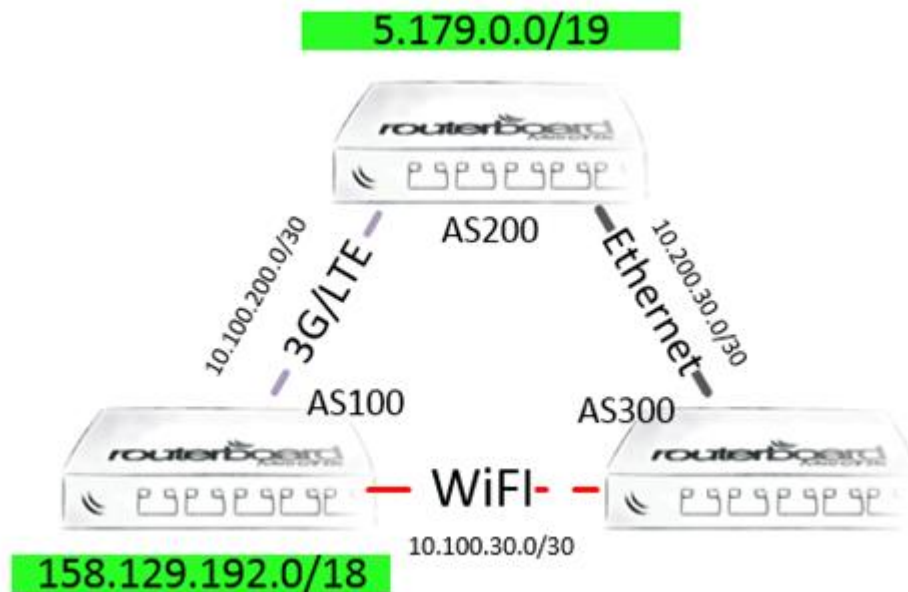 5.179.0.0/19
routerboard
AS200
10.100.200.0/30
3G/LTE
Ethernet
10.200.30.0/30
AS100
AS300
routerboard
routerboard
WiFI
10.100.30.0/30
158.129.192.0/18